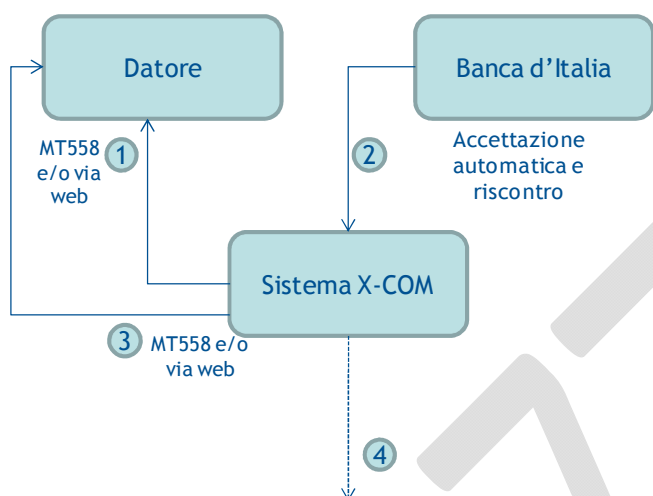 Datore
Banca d’Italia
MT558
e/o via
web
1
2
Accettazione
automatica e
riscontro
Sistema X-COM
3
MT558 e/o
via web
4